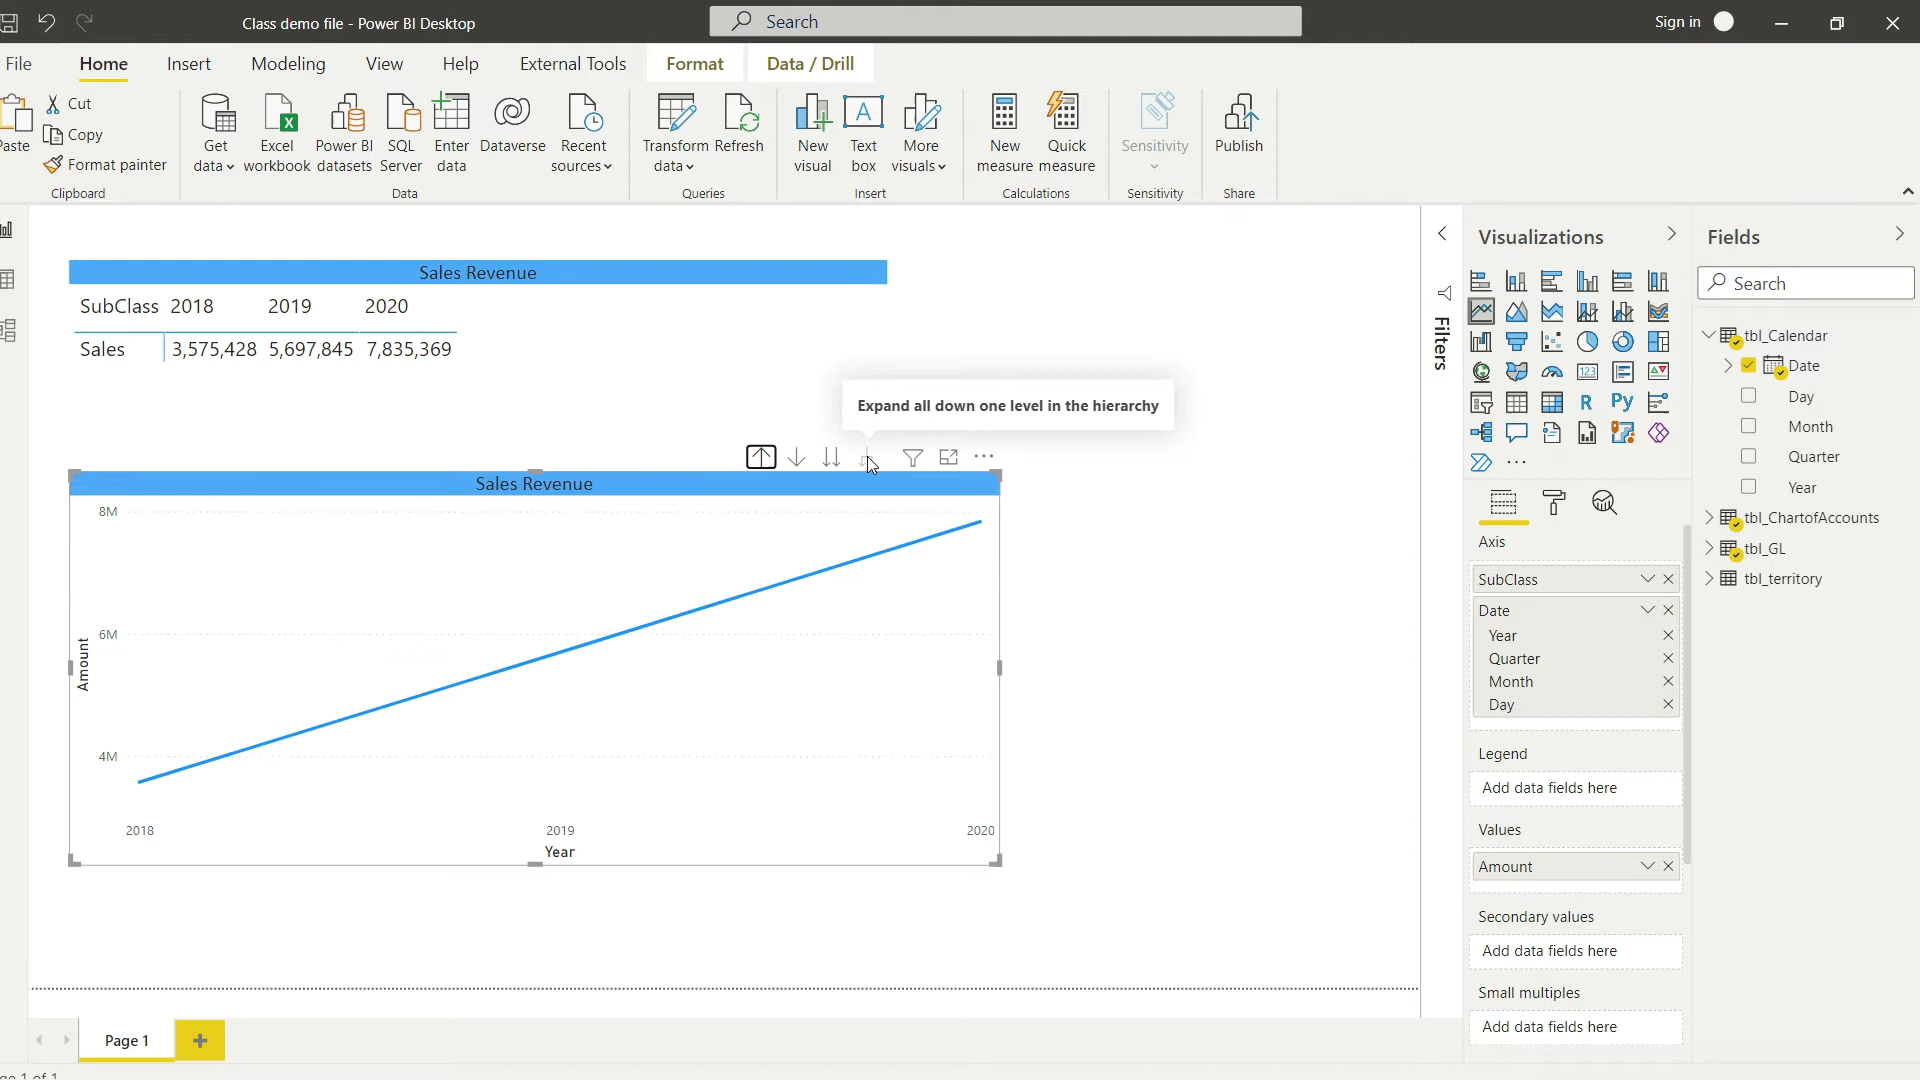 Class demo file - Power BI Desktop
Search
Sign in
File
Home
Insert
Modeling
View
Help
External Tools
Format
Data / Drill
Cut
Copy
Format painter
Clipboard
Get
data
Excel
workbook
Power BI
datasets
SQL
Server
Enter
data
Dataverse
Recent
sources
Data
Transform
data
Refresh
Queries
New
visual
Text
box
More
visuals
Insert
New
measure
Quick
measure
Calculations
Sensitivity
Sensitivity
Publish
Share
Sales Revenue
SubClass 2018 2019 2020
Sales 3,575,428 5,697,845 7,835,369
Expand all down one level in the hierarchy
Sales Revenue
8M
6M
4M
Amount
2018 2019 2020
Year
Page 1
Filters
Visualizations
R
Py
123
Axis
SubClass
Date
Year
Quarter
Month
Day
Legend
Add data fields here
Values
Amount
Secondary values
Add data fields here
Small multiples
Add data fields here
Fields
Search
tbl_Calendar
Date
Day
Month
Quarter
Year
tbl_ChartofAccounts
tbl_GL
tbl_territory